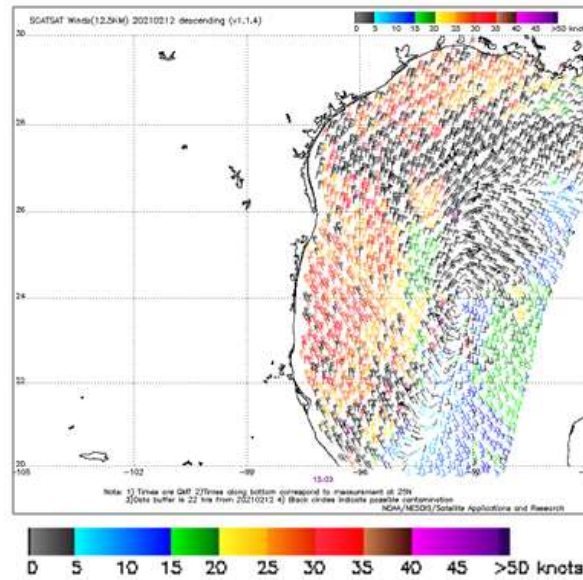 SCATSAT Winds(12.5KM) 20210212 descending (v1.1.4)
0 5 10 15 20 25 30 35 40 45 >50 knots
30
28
26
24
22
20
-105 -102 -99 -96 -93
15:03
Note: 1) Times are GMT 2)Times along bottom correspond to measurement at 25N
3)Data buffer is 22 hrs from 20210212 4) Black circles indicate possible contamination
NOAA/NESDIS/Satellite Applications and Research
0 5 10 15 20 25 30 35 40 45 >50 knots